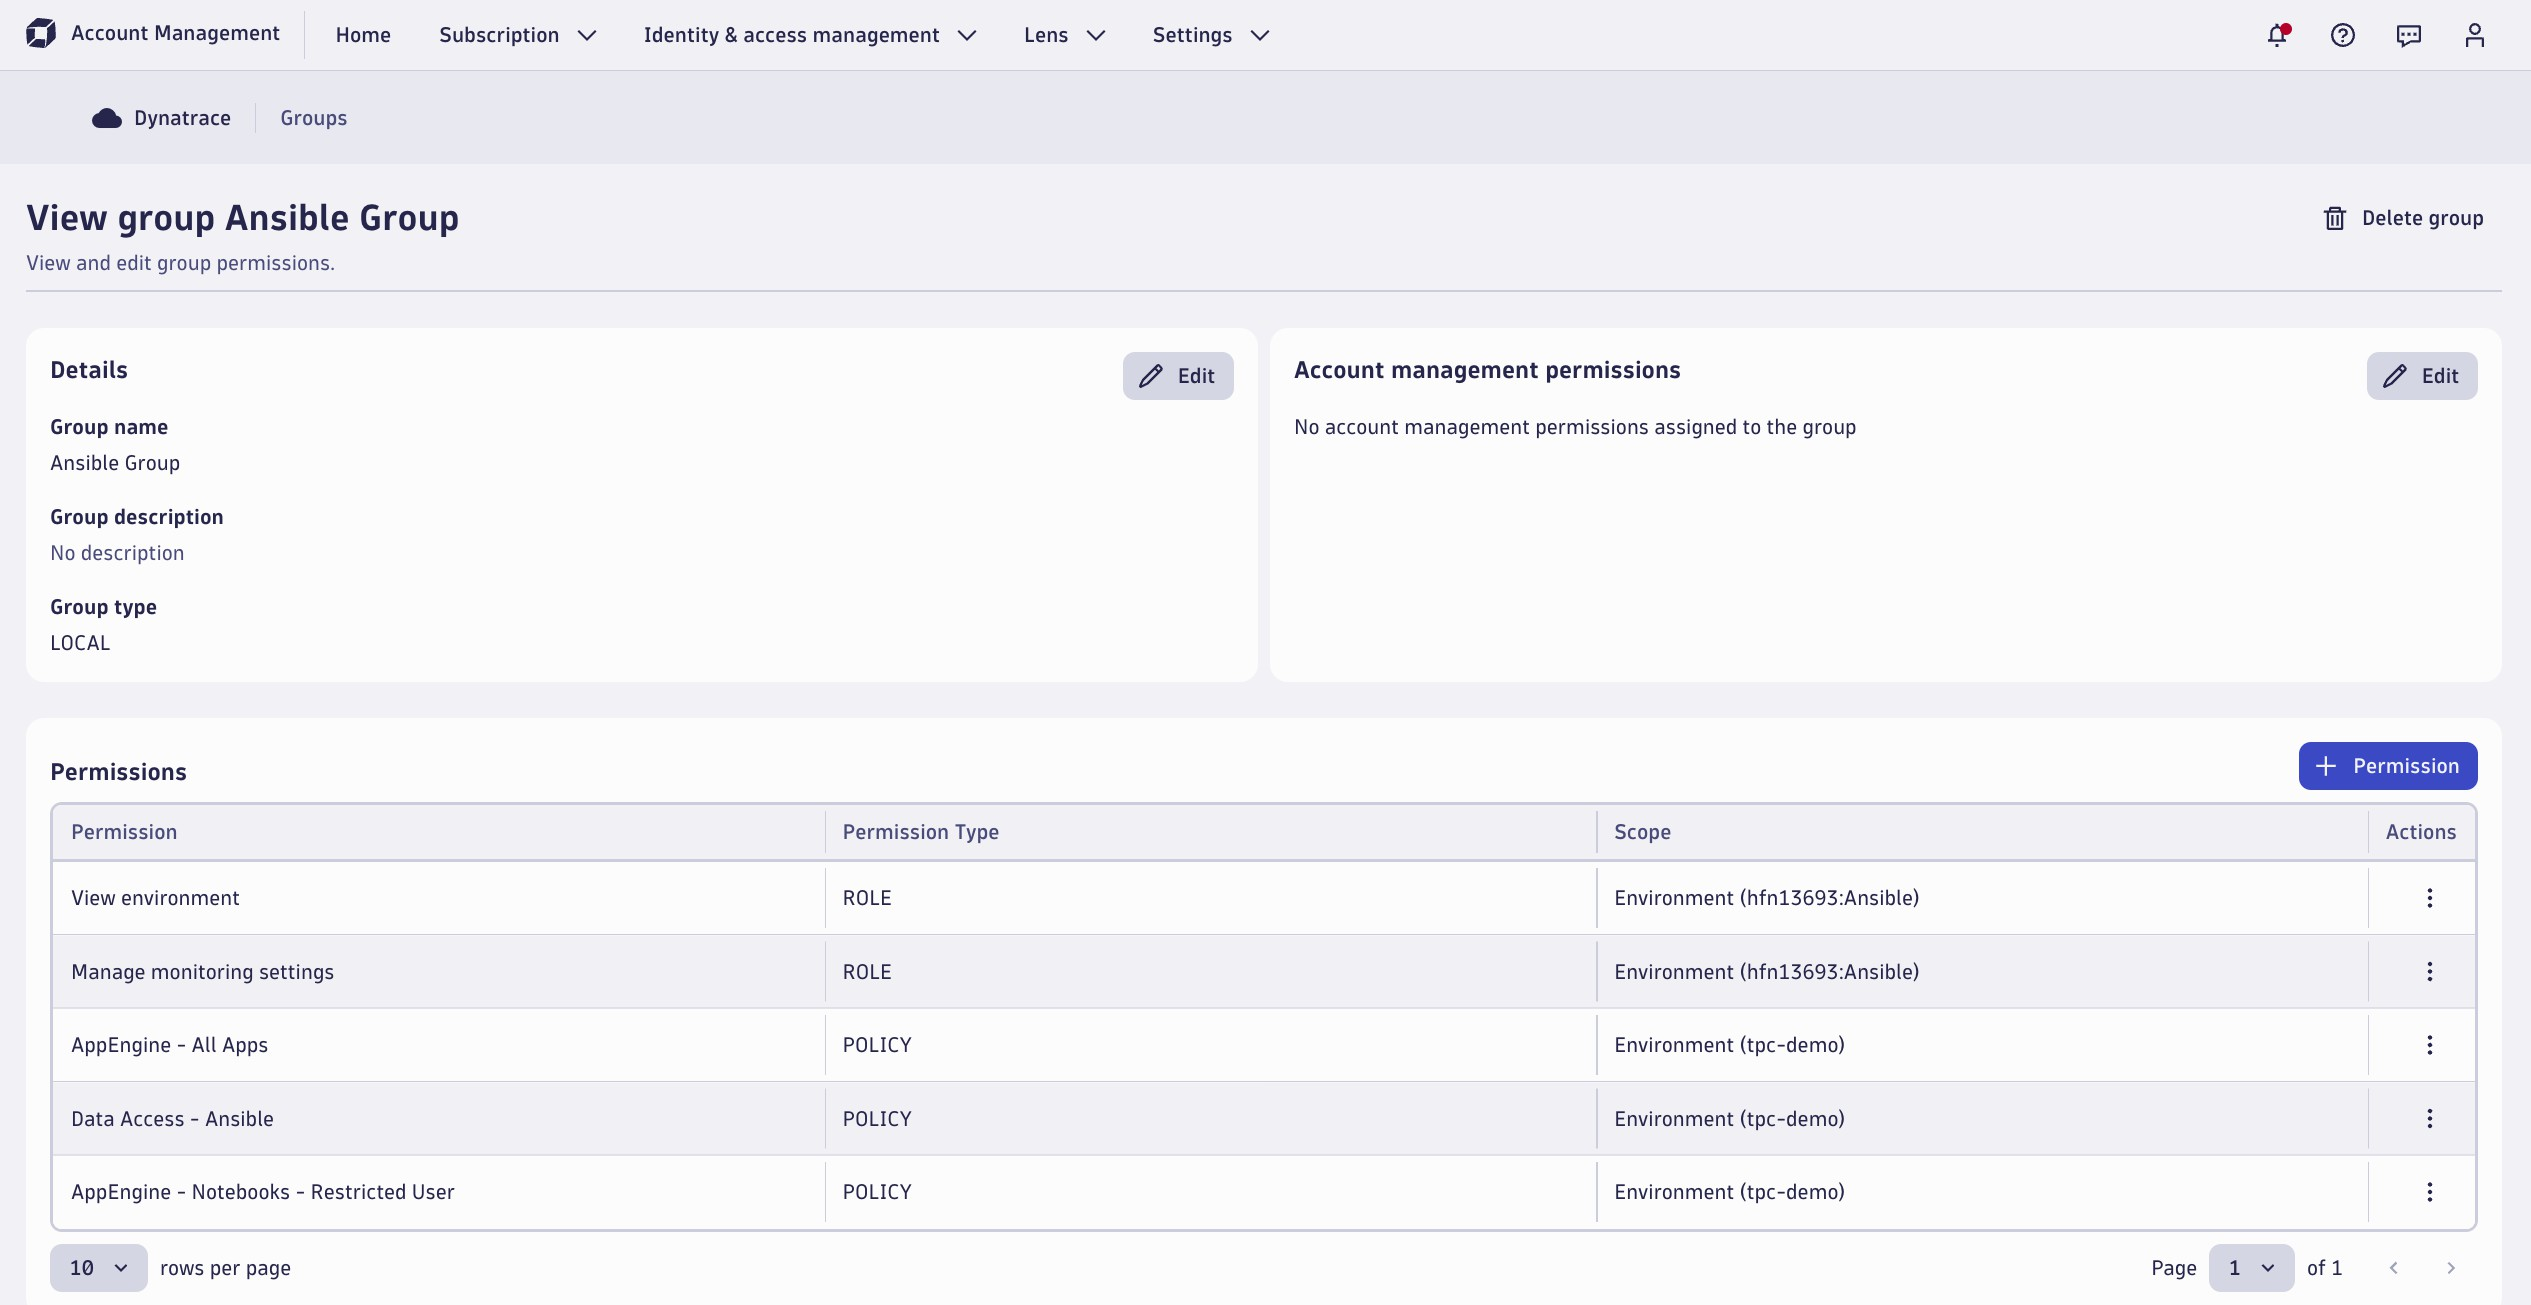 Account Management Home Subscription Identity & access management Lens Settings
Dynatrace Groups
View group Ansible Group
Delete group
View and edit group permissions.
Details
Edit
Group name
Ansible Group
Group description
No description
Group type
LOCAL
Account management permissions
Edit
No account management permissions assigned to the group
Permissions
Permission
Permission Permission Type Scope Actions
View environment ROLE Environment (hfn13693:Ansible)
Manage monitoring settings ROLE Environment (hfn13693:Ansible)
AppEngine - All Apps POLICY Environment (tpc-demo)
Data Access - Ansible POLICY Environment (tpc-demo)
AppEngine - Notebooks - Restricted User POLICY Environment (tpc-demo)
10 rows per page Page 1 of 1